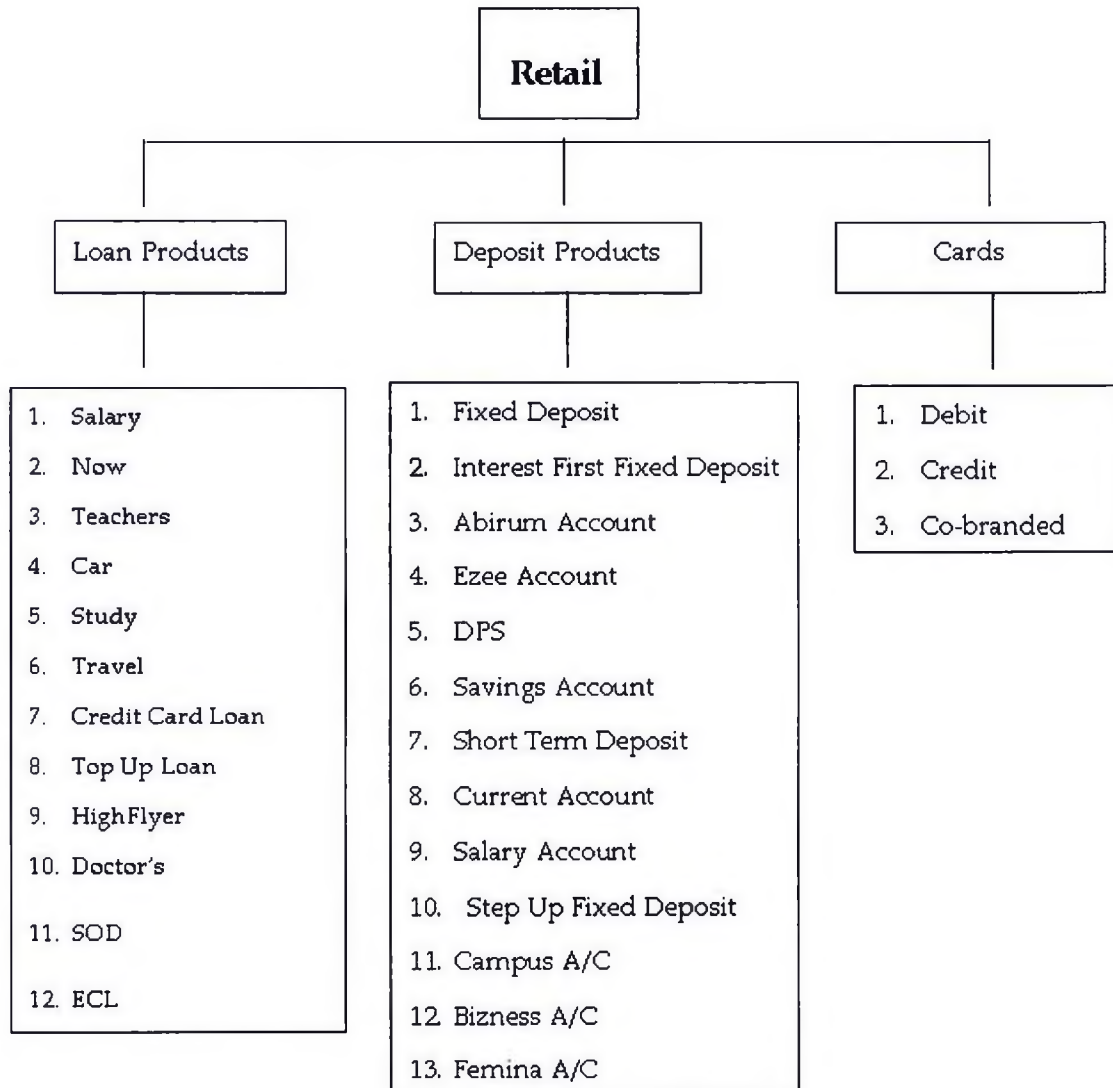 Retail
Loan Products
Deposit Products
Cards
1. Salary
2. Now
3. Teachers
4. Car
5. Study
6. Travel
7. Credit Card Loan
8. Top Up Loan
9. HighFlyer
10. Doctor's
11. SOD
12. ECL
1. Fixed Deposit
2. Interest First Fixed Deposit
3. Abirum Account
4. Ezee Account
5. DPS
6. Savings Account
7. Short Term Deposit
8. Current Account
9. Salary Account
10. Step Up Fixed Deposit
11. Campus A/C
12. Bizness A/C
13. Femina A/C
1. Debit
2. Credit
3. Co-branded